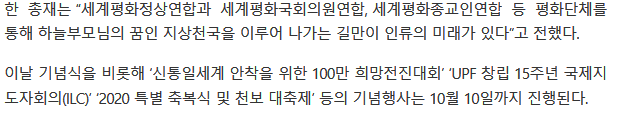 한 총재는 “세계평화정상연합과 세계평화국회의원연합, 세계평화종교인연합 등 평화단체를
통해 하늘부모님의 꿈인 지상천국을 이루어 나가는 길만이 인류의 미래가 있다”고 전했다.
이날 기념식을 비롯해 ‘신통일세계 안착을 위한 100만 희망전진대회’ ‘UPF 창립 15주년 국제지
도자회의(ILC)’ ‘2020 특별 축복식 및 천보 대축제’ 등의 기념행사는 10월 10일까지 진행된다.